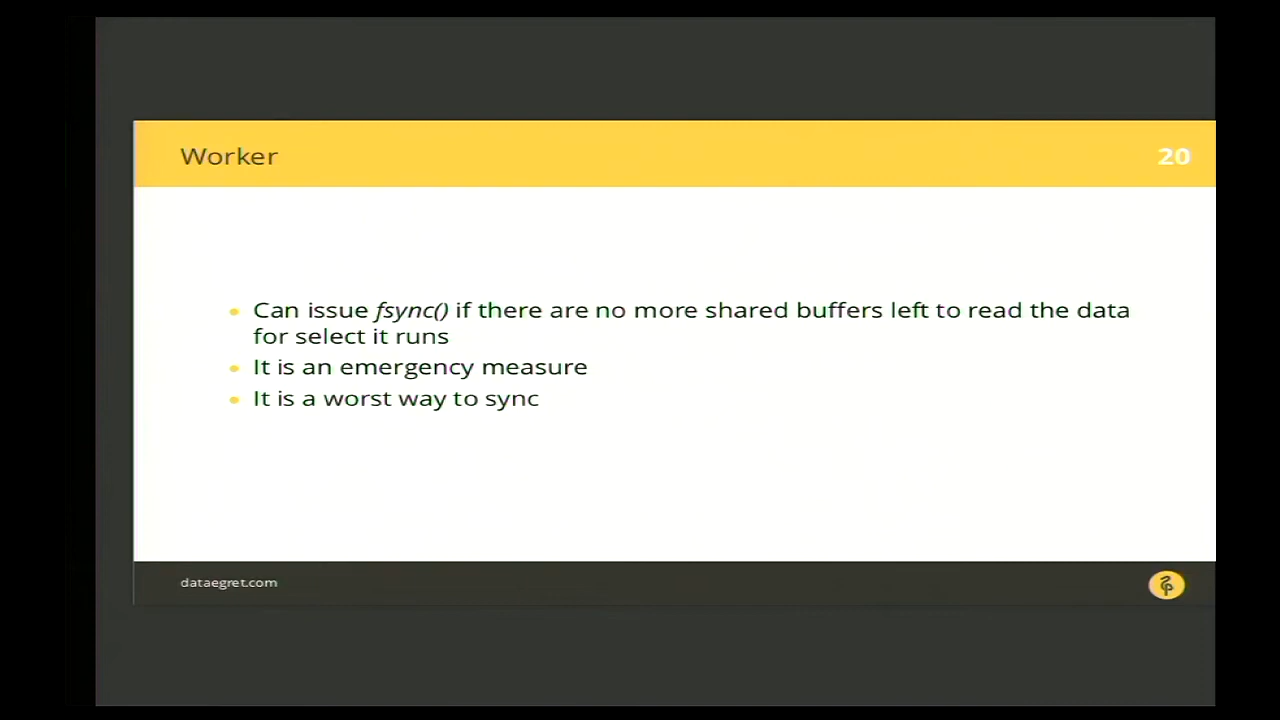 Worker
20
Can issue fsync() if there are no more shared buffers left to read the data
for select it runs
It is an emergency measure
It is a worst way to sync
dataegret.com